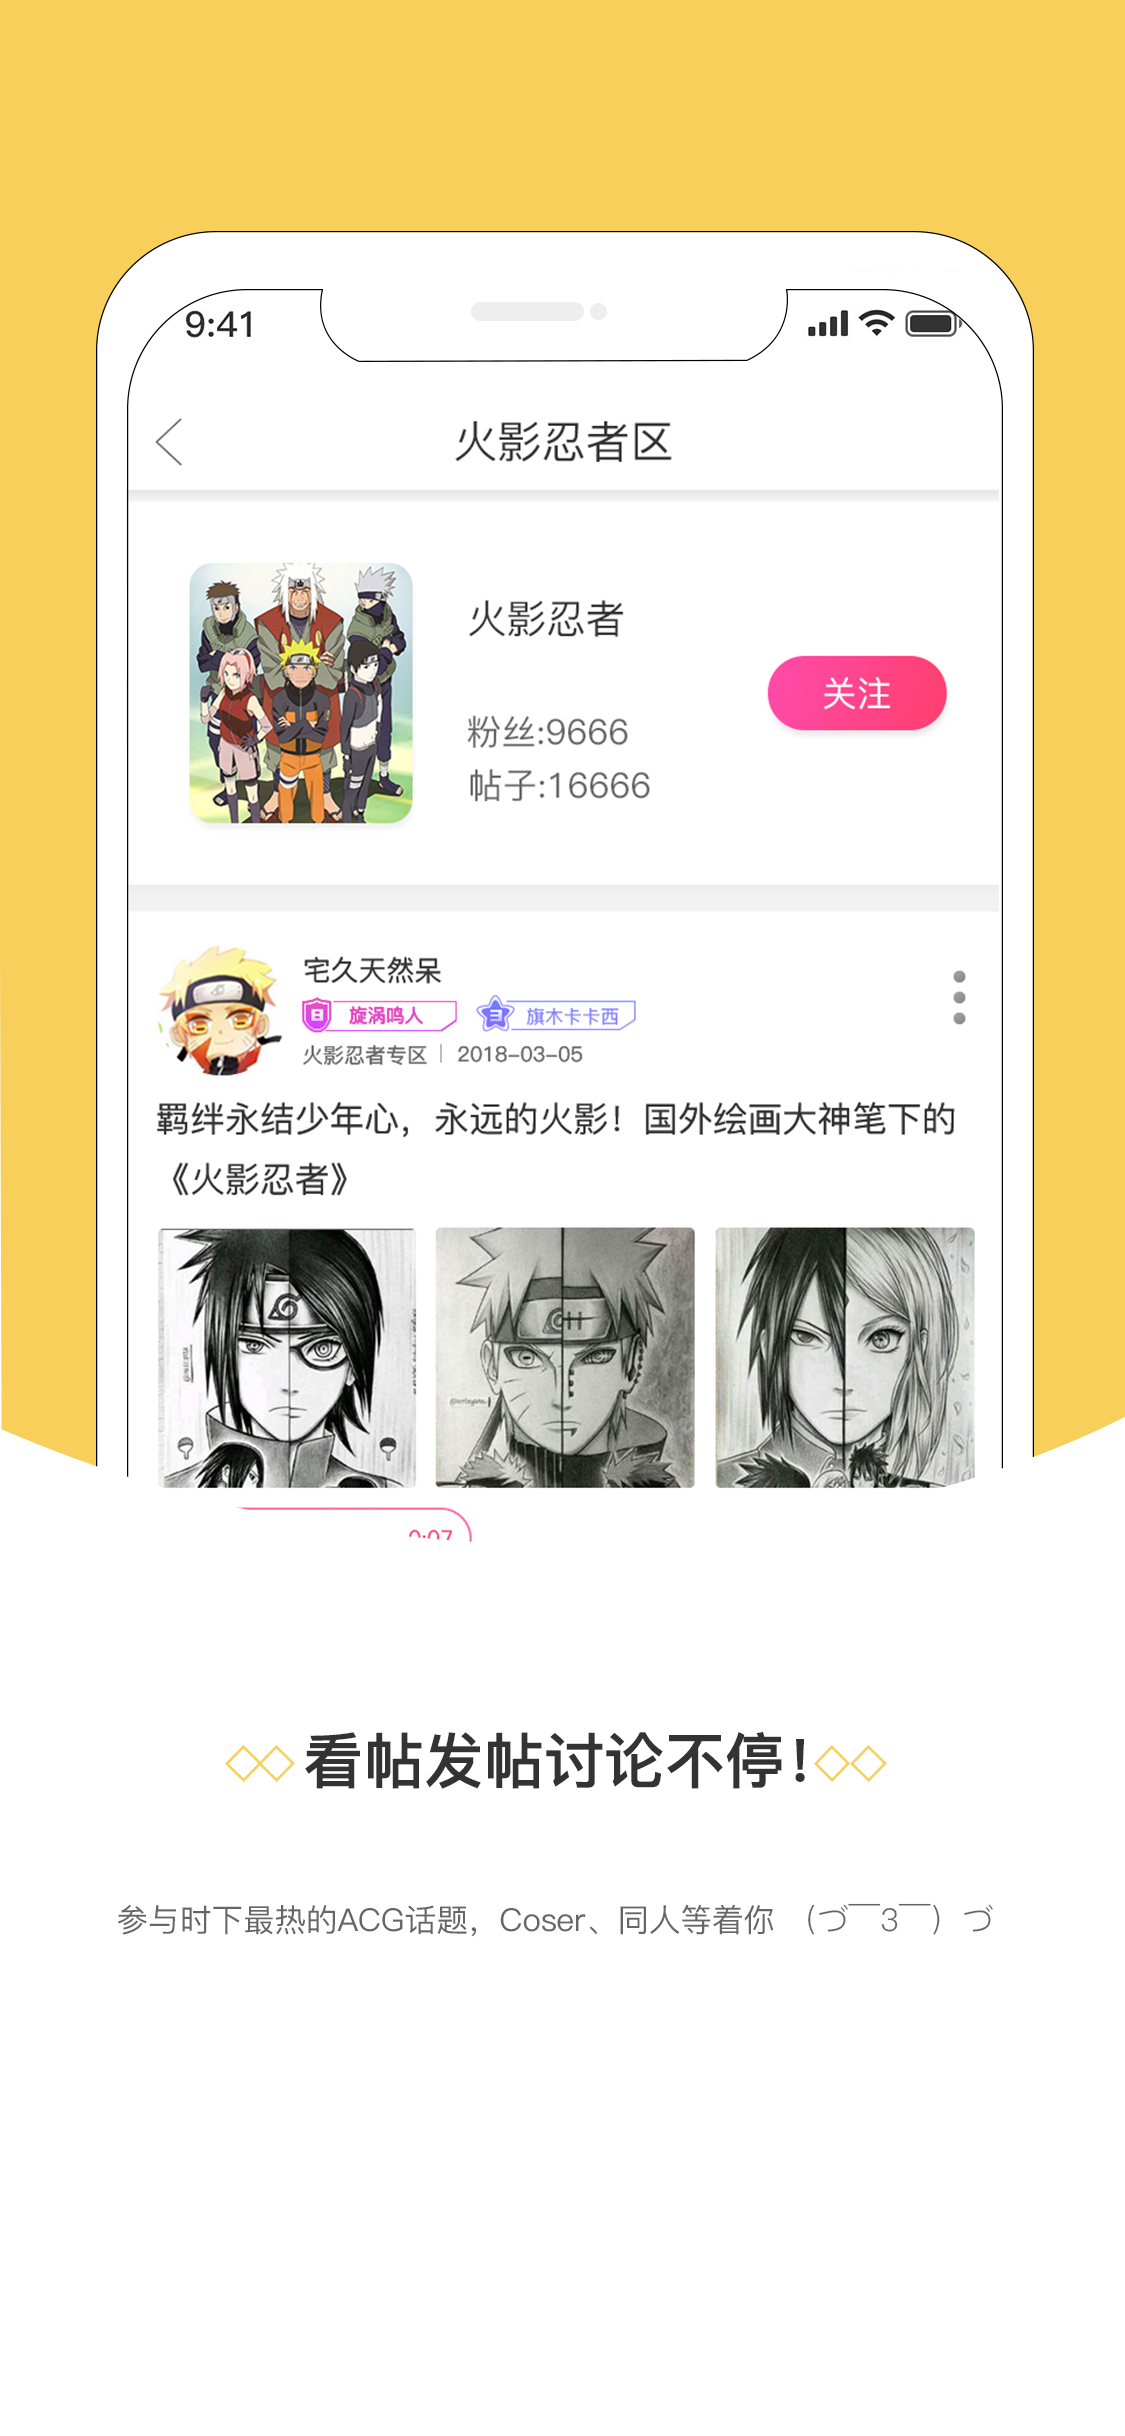 9:41
火影忍者区
火影忍者
关注
粉丝:9666
帖子:16666
宅久天然呆
日 旋涡鸣人 彐 旗木卡卡西
火影忍者专区 | 2018-03-05
羁绊永结少年心，永远的火影！国外绘画大神笔下的
《火影忍者》
0:07
看帖发帖讨论不停！
参与时下最热的ACG话题，Coser、同人等着你 （づ￣3￣）づ